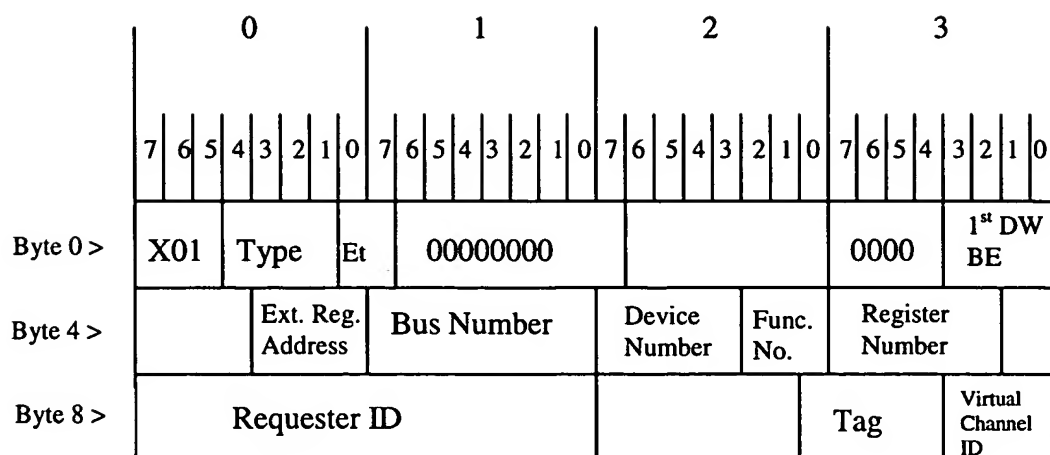 0 1 2 3
7 6 5 4 3 2 1 0 7 6 5 4 3 2 1 0 7 6 5 4 3 2 1 0 7 6 5 4 3 2 1 0
Byte 0 > X01 Type Et 00000000 0000 1st DW
BE
Byte 4 > Ext. Reg.
Address Bus Number Device
Number Func.
No. Register
Number
Byte 8 > Requester ID Tag Virtual
Channel
ID